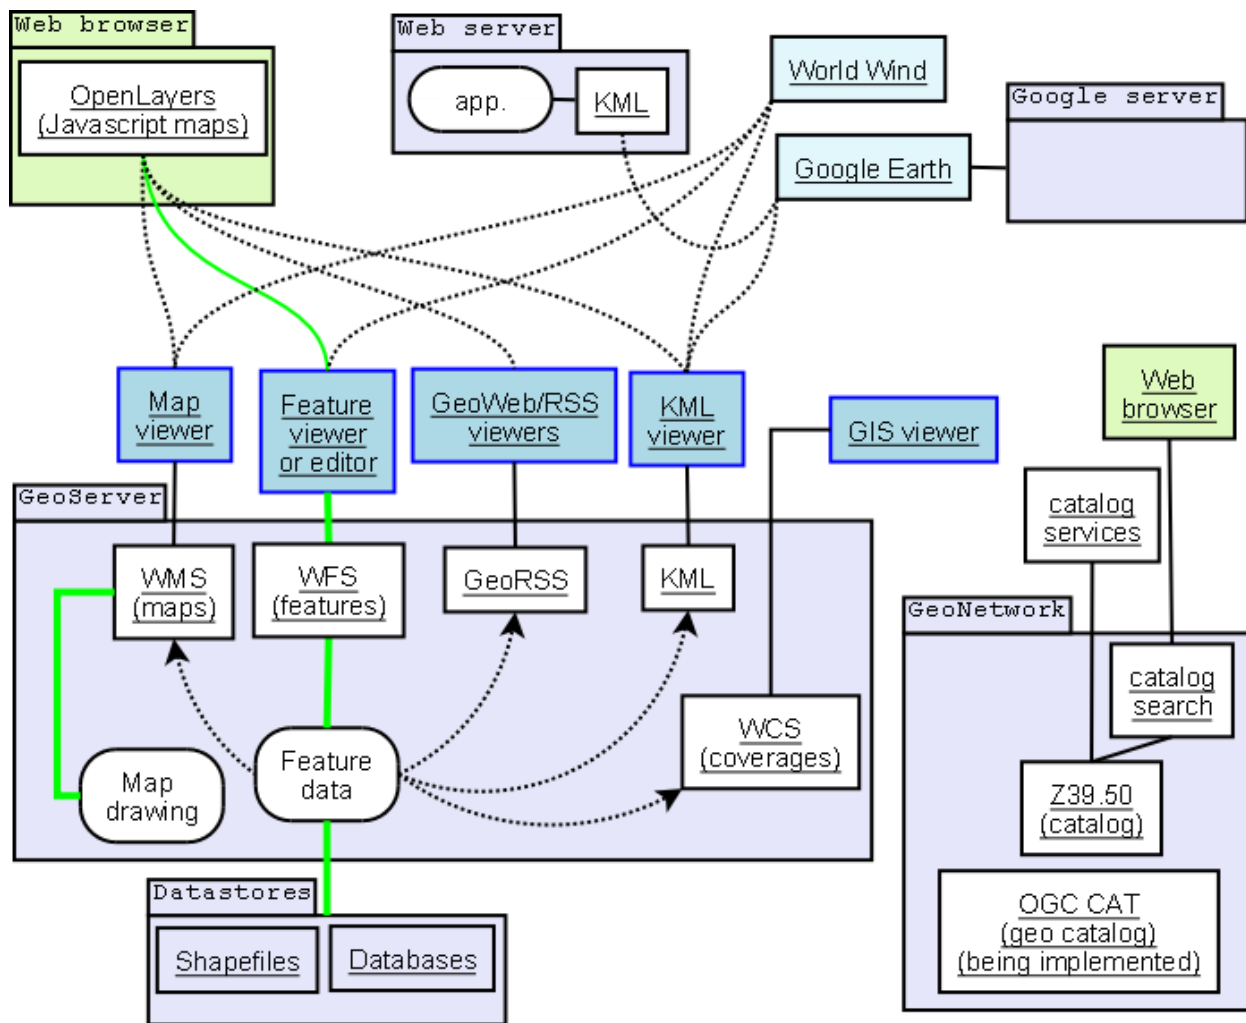 Web browser
OpenLayers
(Javascript maps)
Web server
app.
KML
World Wind
Google Earth
Google server
Map
viewer
Feature
viewer
or editor
GeoWeb/RSS
viewers
KML
viewer
GIS viewer
Web
browser
GeoServer
WMS
(maps)
WFS
(features)
GeoRSS
KML
WCS
(coverages)
Map
drawing
Feature
data
catalog
services
GeoNetwork
catalog
search
Z39.50
(catalog)
OGC CAT
(geo catalog)
(being implemented)
Datastores
Shapefiles
Databases